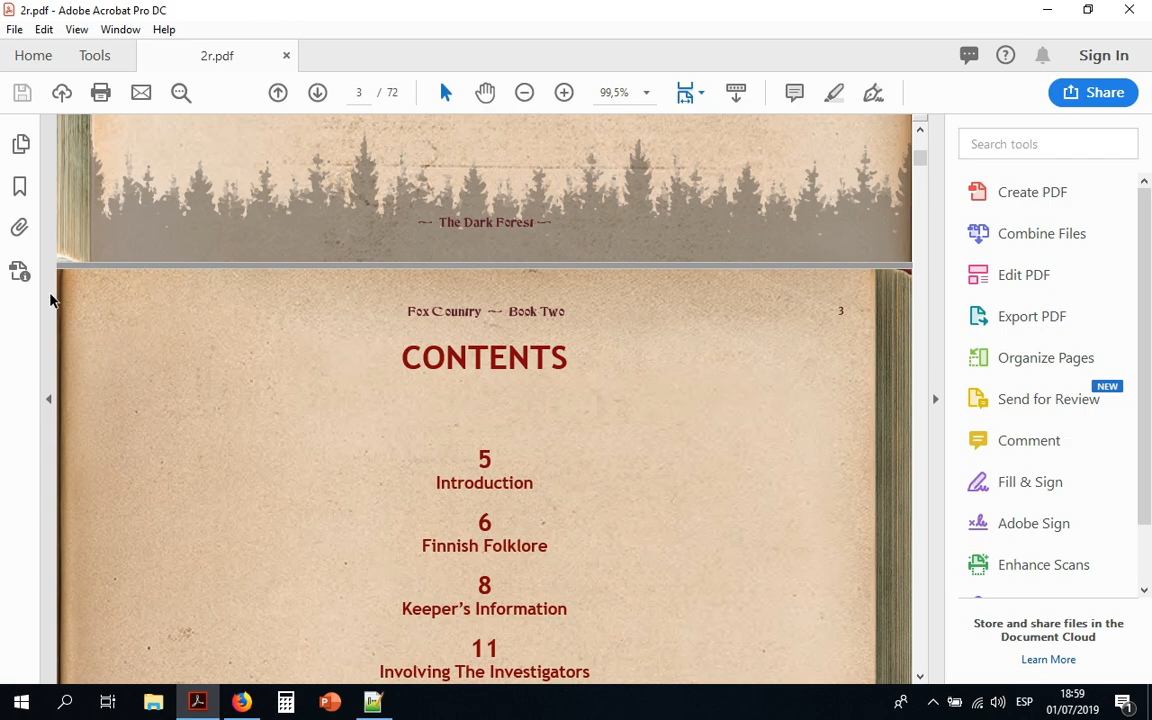 2r.pdf - Adobe Acrobat Pro DC
File Edit View Window Help
Home Tools 2r.pdf × Sign In
3 / 72 99,5% Share
~ The Dark Forest ~
Fox Country ~ Book Two 3
CONTENTS
5
Introduction
6
Finnish Folklore
8
Keeper's Information
11
Involving The Investigators
Search tools
Create PDF
Combine Files
Edit PDF
Export PDF
Organize Pages
NEW
Send for Review
Comment
Fill & Sign
Adobe Sign
Enhance Scans
Store and share files in the
Document Cloud
Learn More
ESP
18:59
01/07/2019
1